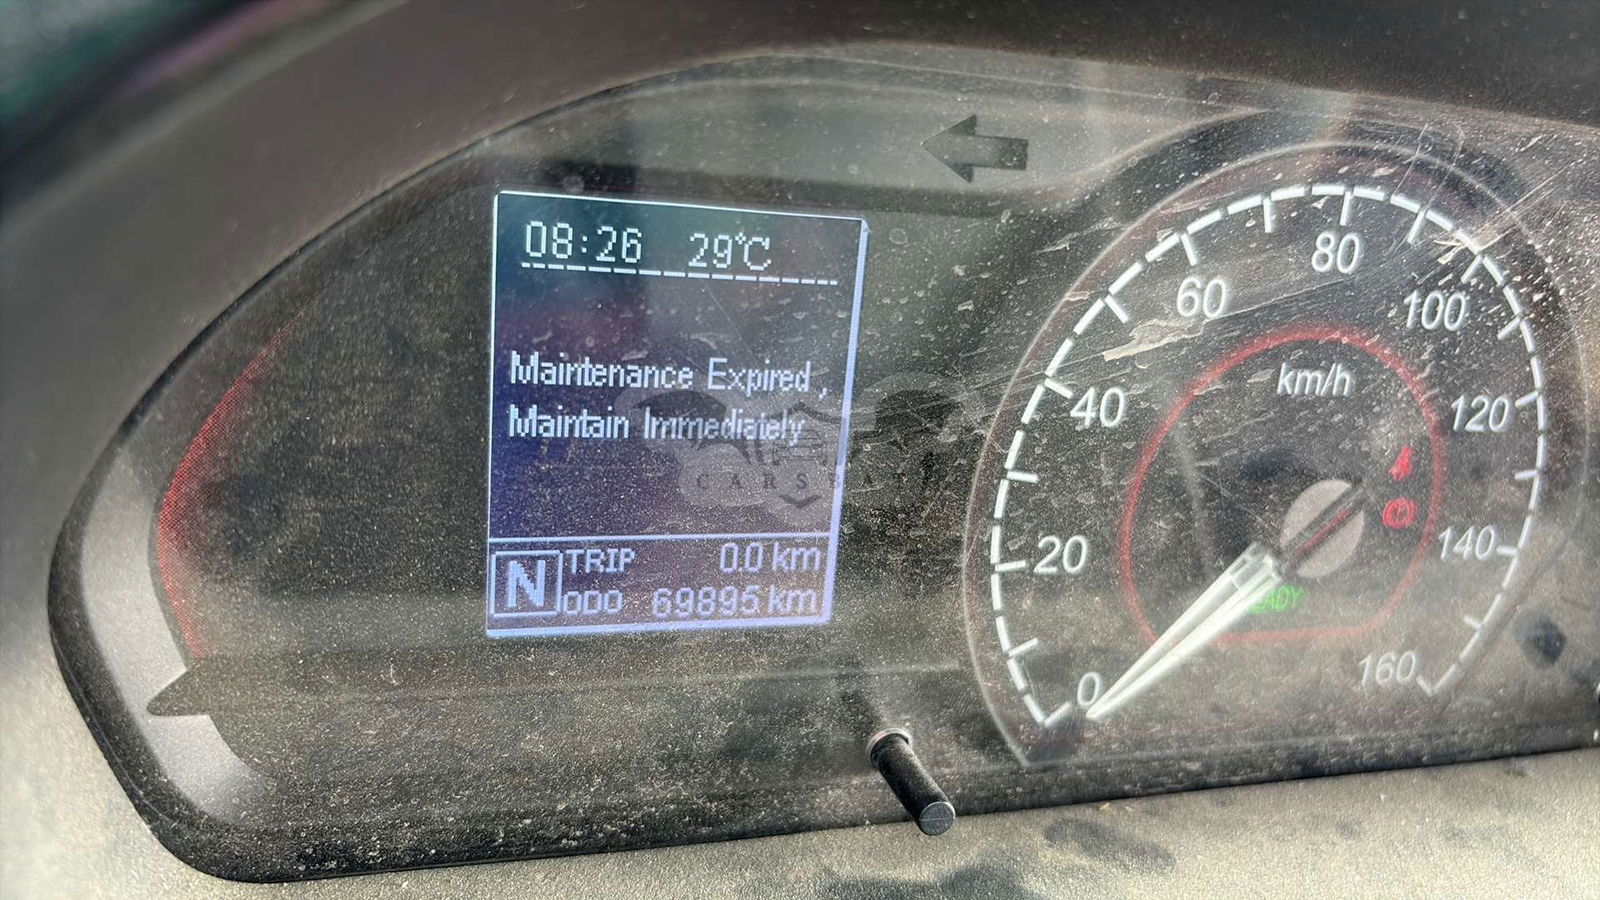 08:26 29°C
Maintenance Expired ,
Maintain Immediately
N
TRIP 0.0 km
ODO 69895 km
0
20
40
60
80
100
120
140
160
km/h